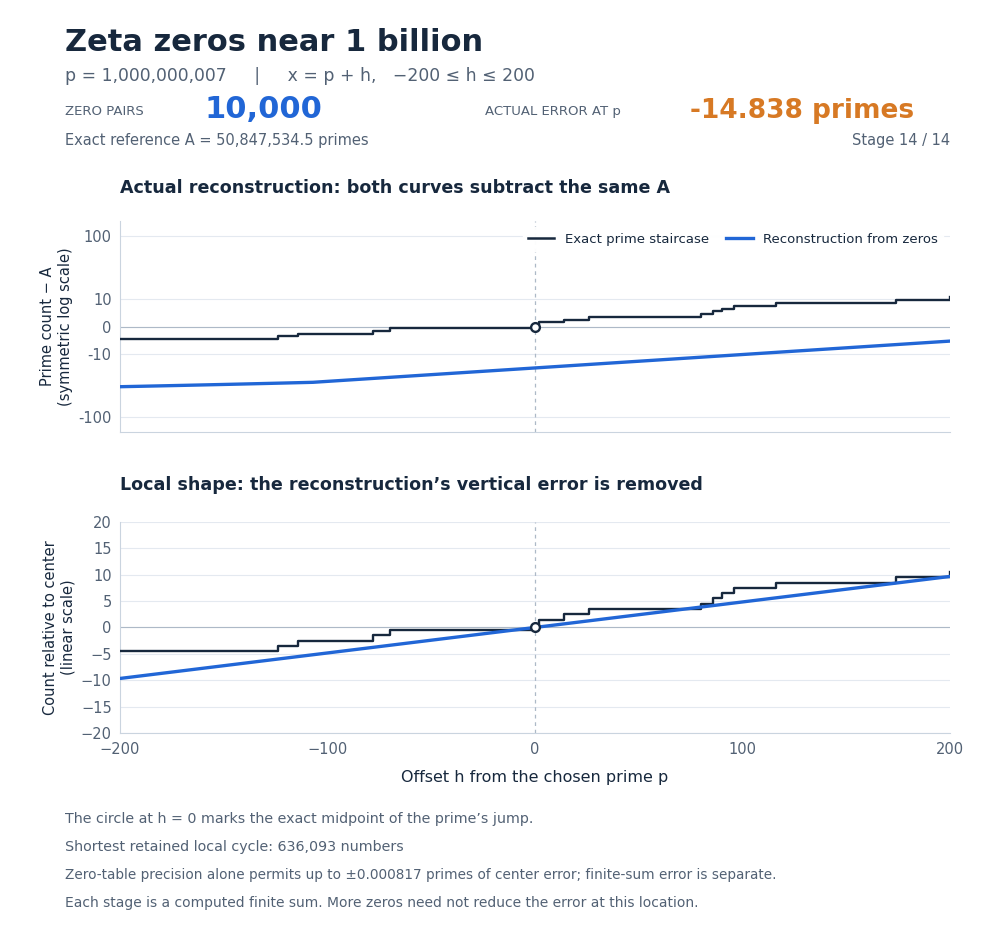 Zeta zeros near 1 billion
p = 1,000,000,007 | x = p + h, −200 ≤ h ≤ 200
ZERO PAIRS 10,000 ACTUAL ERROR AT p -14.838 primes
Exact reference A = 50,847,534.5 primes Stage 14 / 14
Actual reconstruction: both curves subtract the same A
Exact prime staircase Reconstruction from zeros
Prime count − A
(symmetric log scale)
100
10
0
-10
-100
Local shape: the reconstruction’s vertical error is removed
Count relative to center
(linear scale)
20
15
10
5
0
−5
−10
−15
−20
−200 −100 0 100 200
Offset h from the chosen prime p
The circle at h = 0 marks the exact midpoint of the prime’s jump.
Shortest retained local cycle: 636,093 numbers
Zero-table precision alone permits up to ±0.000817 primes of center error; finite-sum error is separate.
Each stage is a computed finite sum. More zeros need not reduce the error at this location.